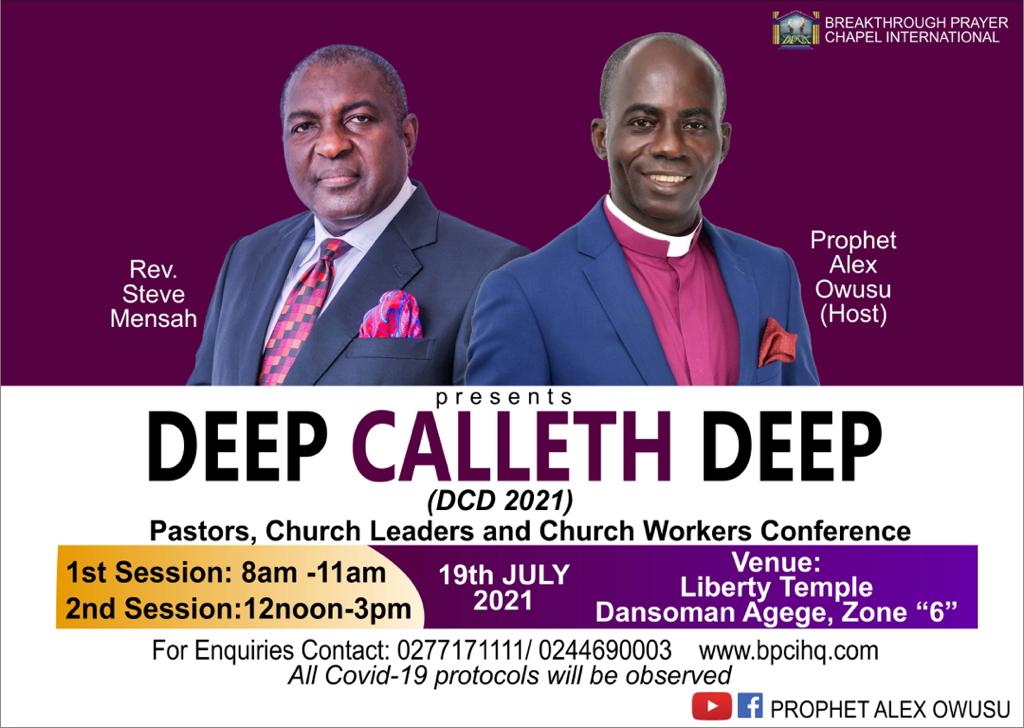 BREAKTHROUGH PRAYER
CHAPEL INTERNATIONAL
Rev.
Steve
Mensah
Prophet
Alex
Owusu
(Host)
presents
DEEP CALLETH DEEP
(DCD 2021)
Pastors, Church Leaders and Church Workers Conference
1st Session: 8am -11am
2nd Session:12noon-3pm
19th JULY
2021
Venue:
Liberty Temple
Dansoman Agege, Zone “6”
For Enquiries Contact: 0277171111/ 0244690003 www.bpcihq.com
All Covid-19 protocols will be observed
PROPHET ALEX OWUSU